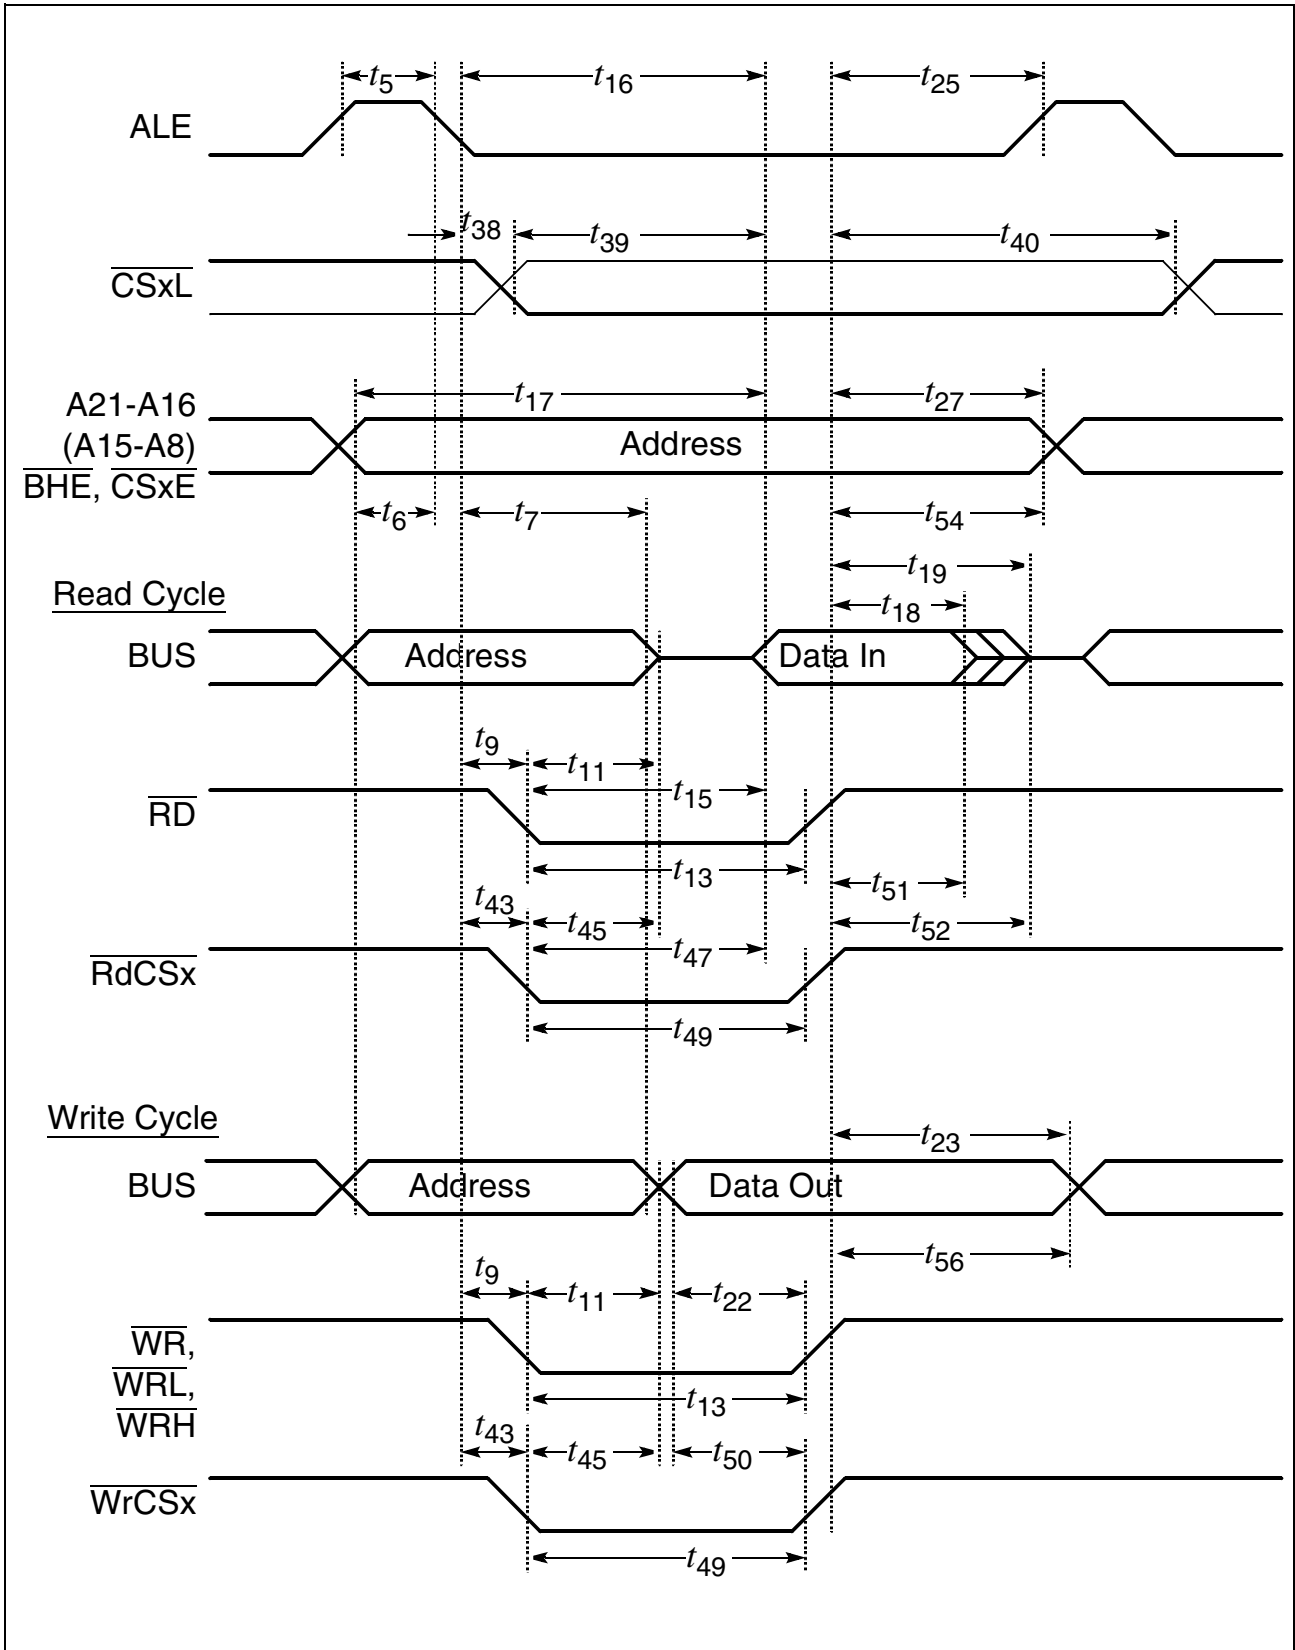 t5 t16 t25
ALE
t38 t39 t40
CSxL
t17 t27
A21-A16
(A15-A8)
BHE, CSxE
Address
t6 t7 t54
t19
Read Cycle
t18
BUS Address Data In
t9 t11
t15
RD
t13 t51
t43 t45 t52
t47
RdCSx
t49
Write Cycle
t23
BUS Address Data Out
t56
t9 t11 t22
WR,
WRL,
t13
WRH
t43 t45 t50
WrCSx
t49